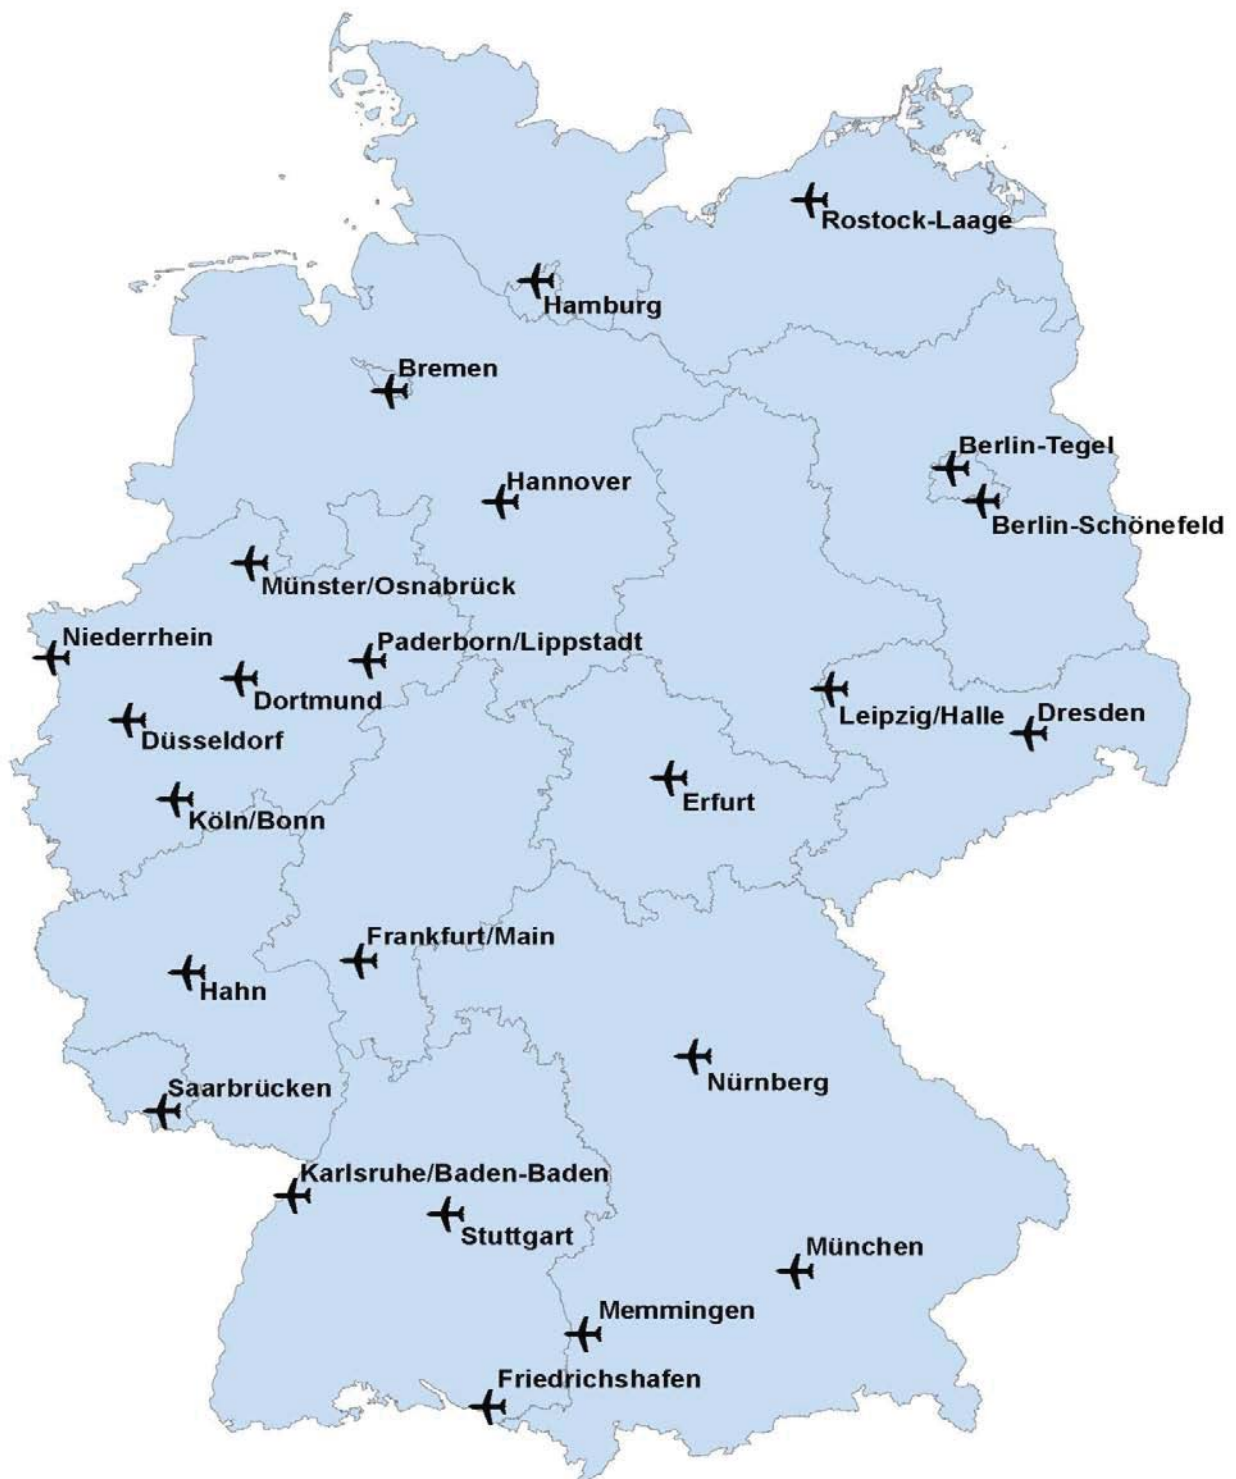 Rostock-Laage
Hamburg
Bremen
Berlin-Tegel
Hannover
Berlin-Schönefeld
Münster/Osnabrück
Niederrhein
Paderborn/Lippstadt
Dortmund
Leipzig/Halle
Dresden
Düsseldorf
Erfurt
Köln/Bonn
Frankfurt/Main
Hahn
Nürnberg
Saarbrücken
Karlsruhe/Baden-Baden
Stuttgart
München
Memmingen
Friedrichshafen